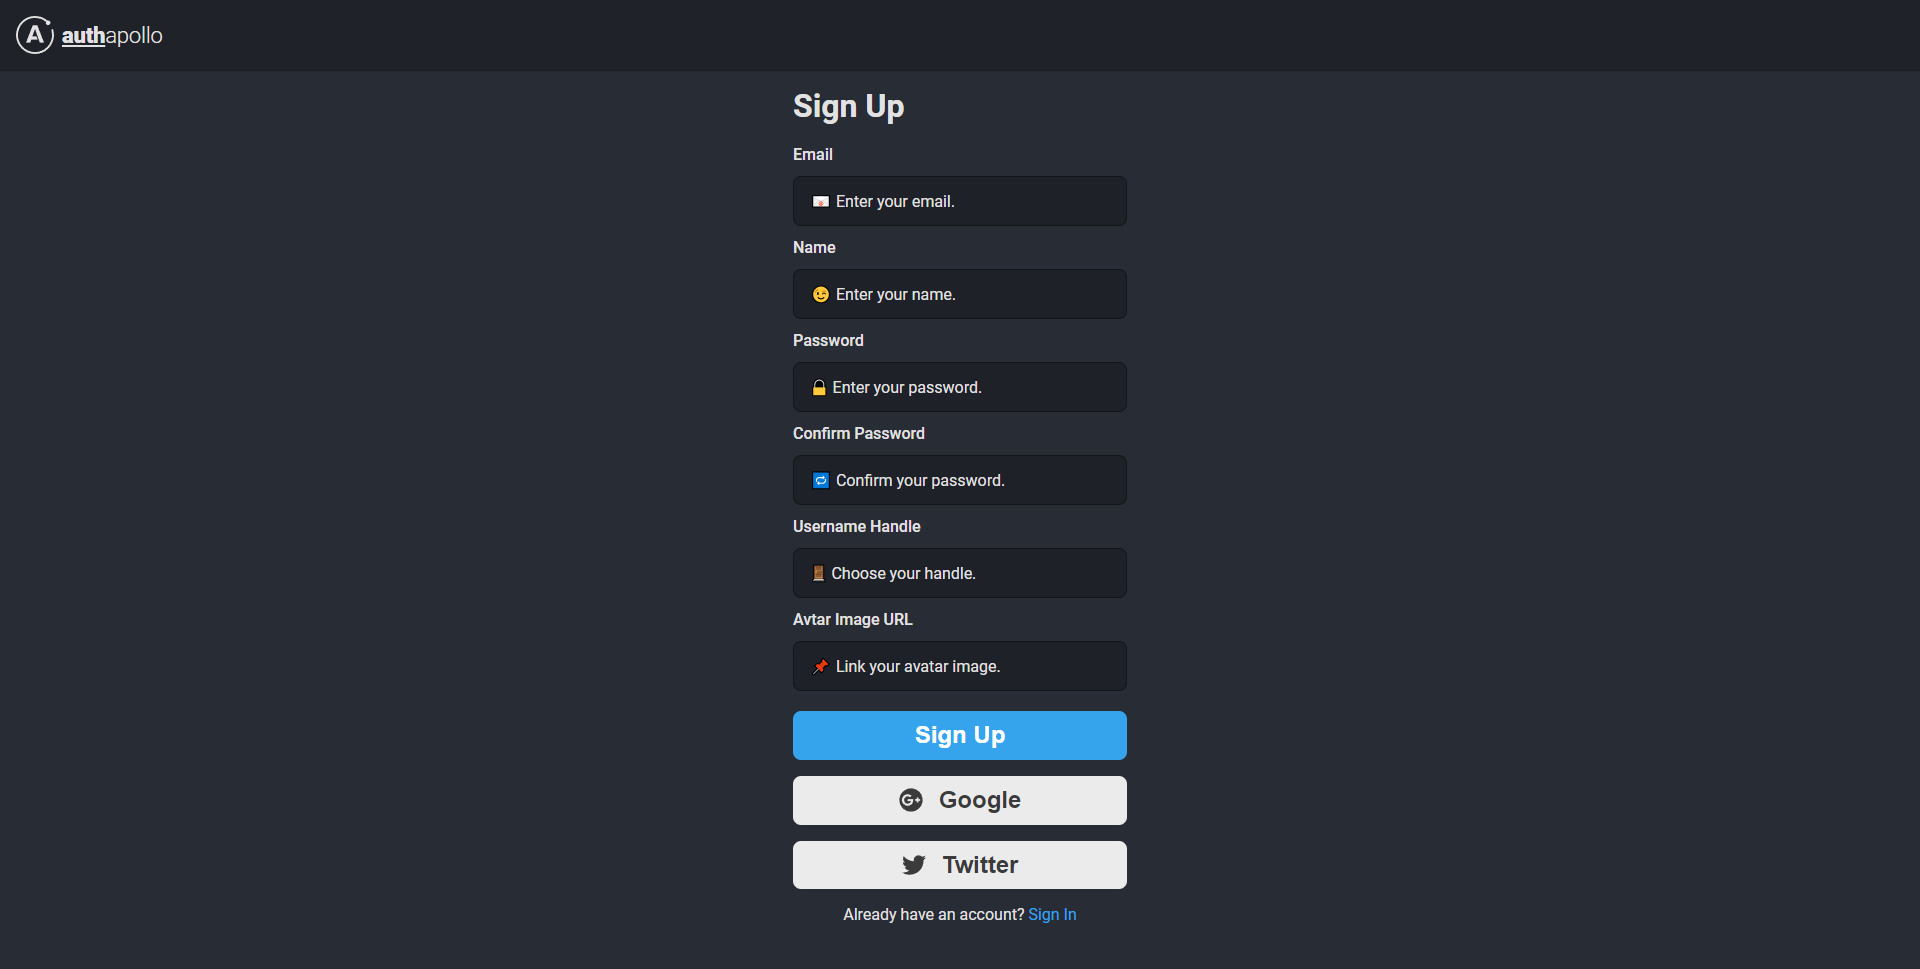 authapollo
Sign Up
Email
Enter your email.
Name
Enter your name.
Password
Enter your password.
Confirm Password
Confirm your password.
Username Handle
Choose your handle.
Avtar Image URL
Link your avatar image.
Sign Up
Google
Twitter
Already have an account? Sign In